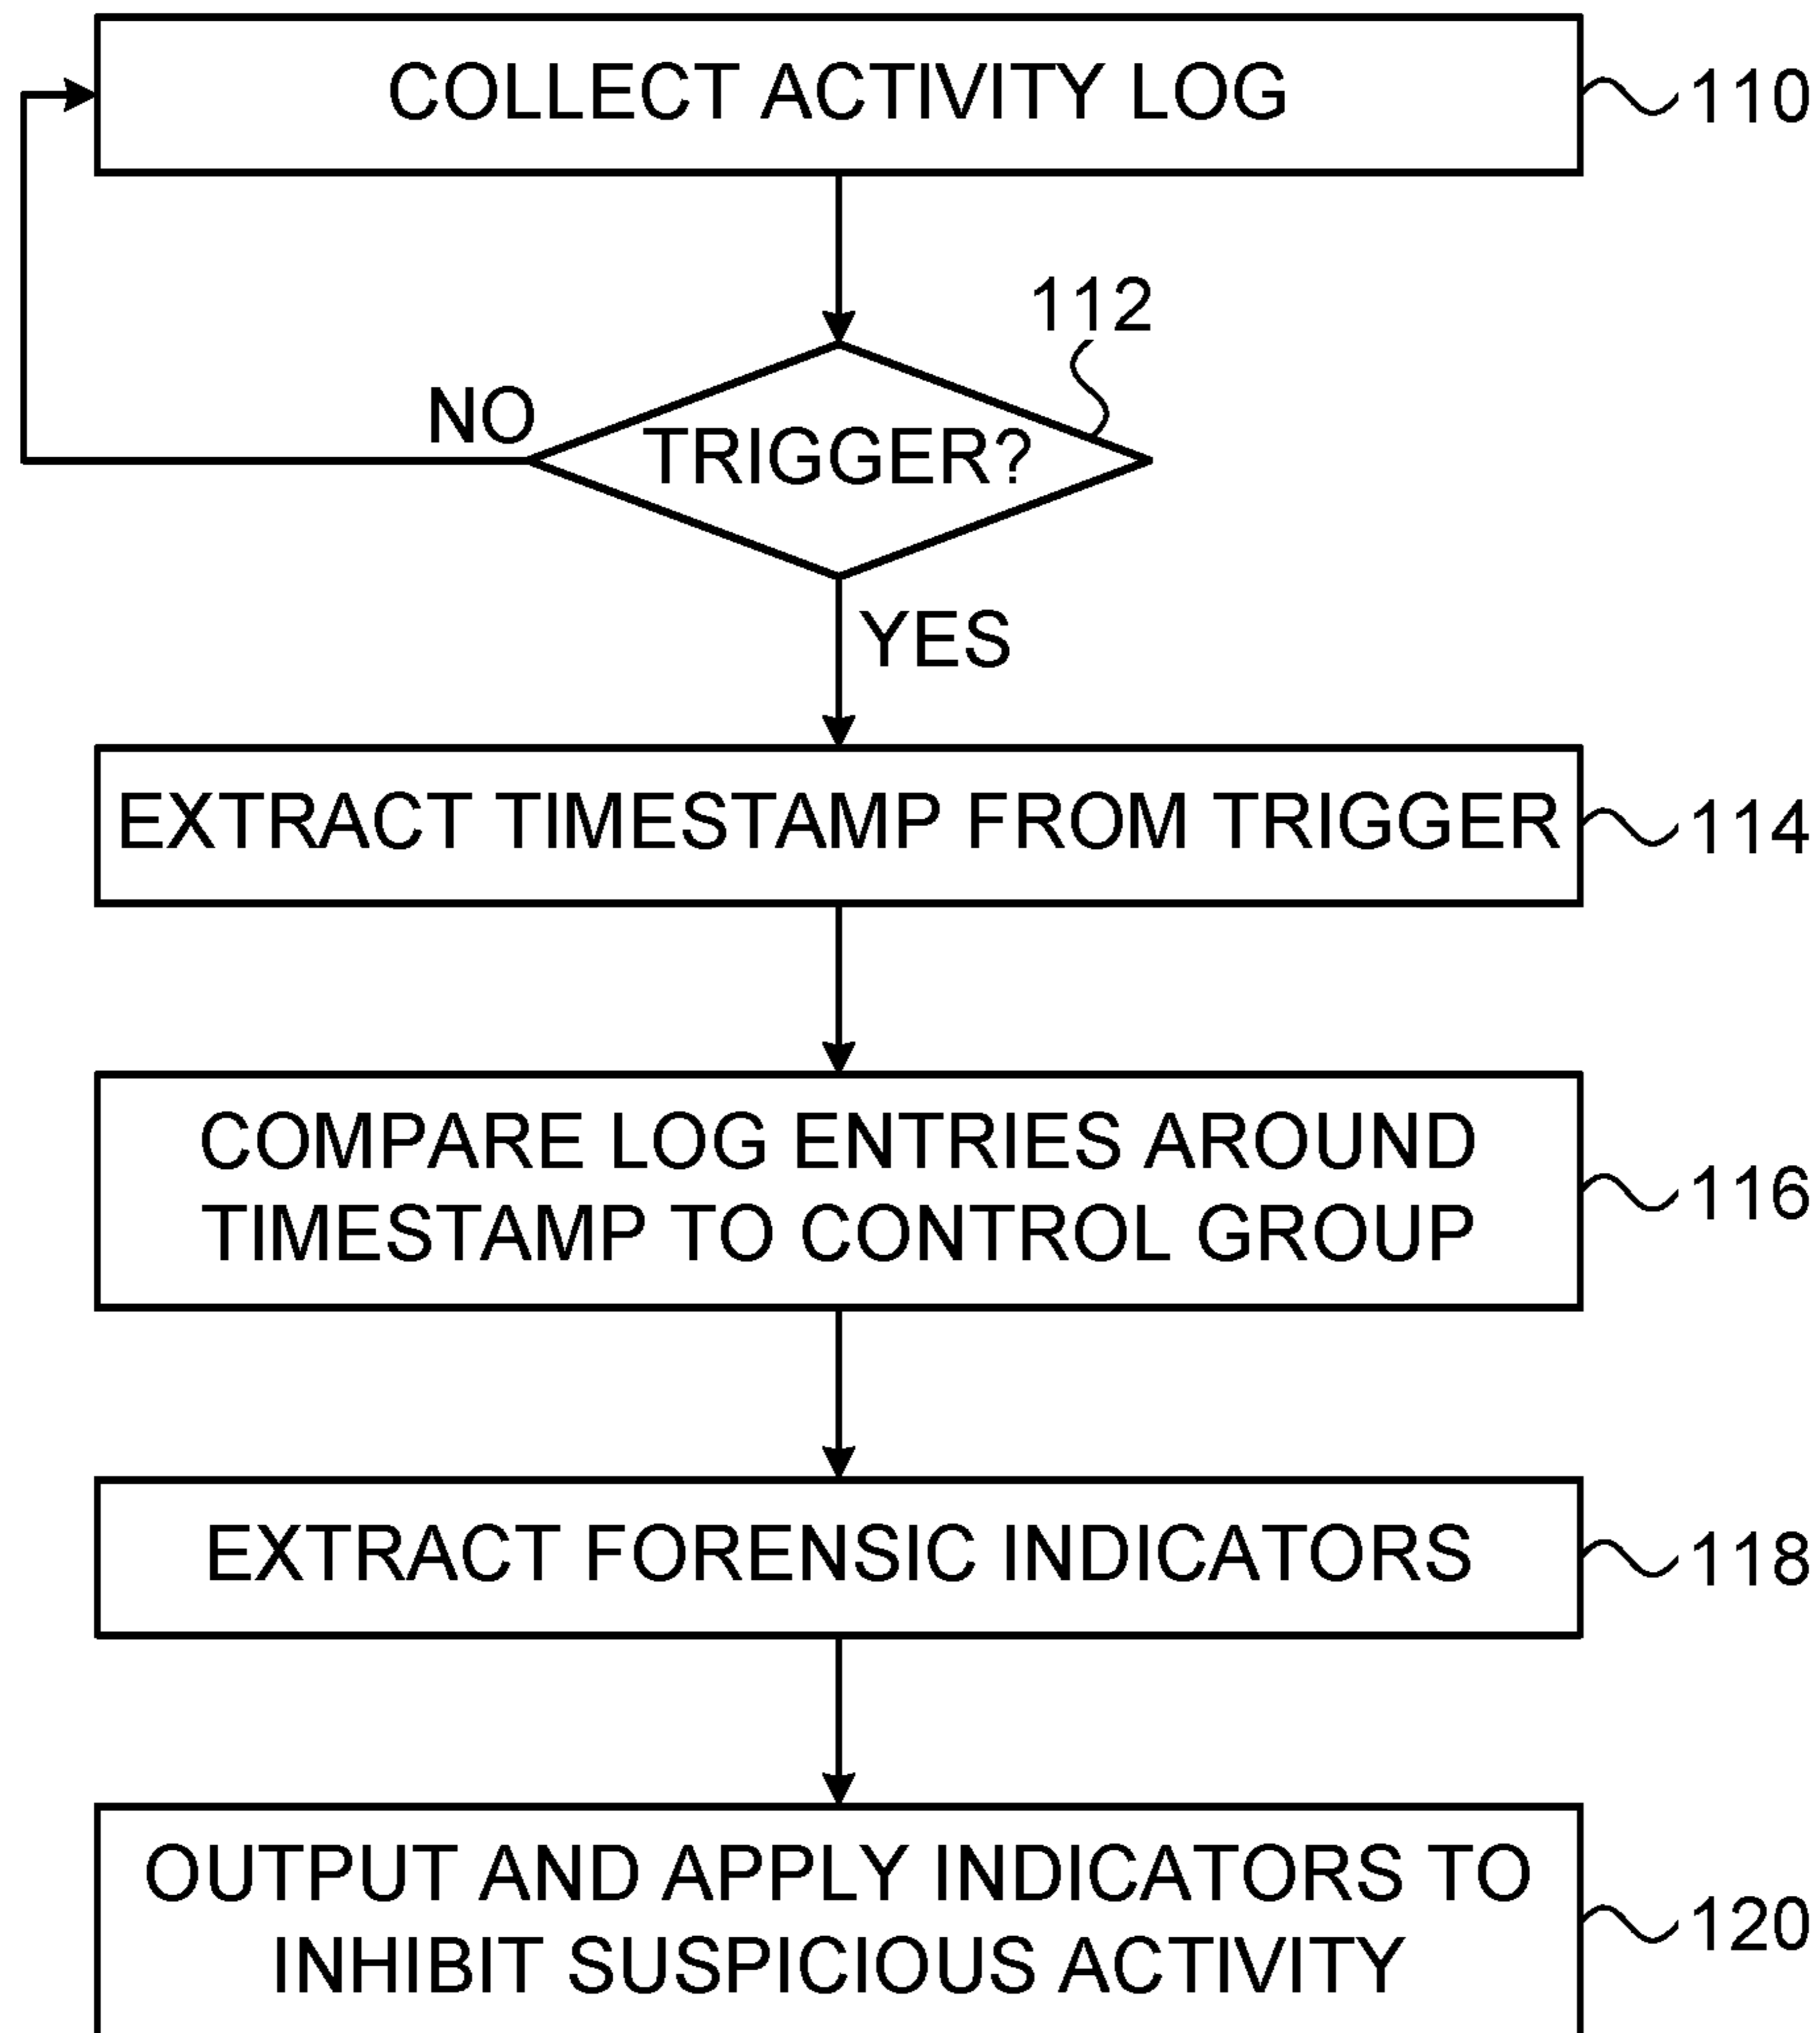 COLLECT ACTIVITY LOG
110
112
NO
TRIGGER?
YES
EXTRACT TIMESTAMP FROM TRIGGER
114
COMPARE LOG ENTRIES AROUND
TIMESTAMP TO CONTROL GROUP
116
EXTRACT FORENSIC INDICATORS
118
OUTPUT AND APPLY INDICATORS TO
INHIBIT SUSPICIOUS ACTIVITY
120